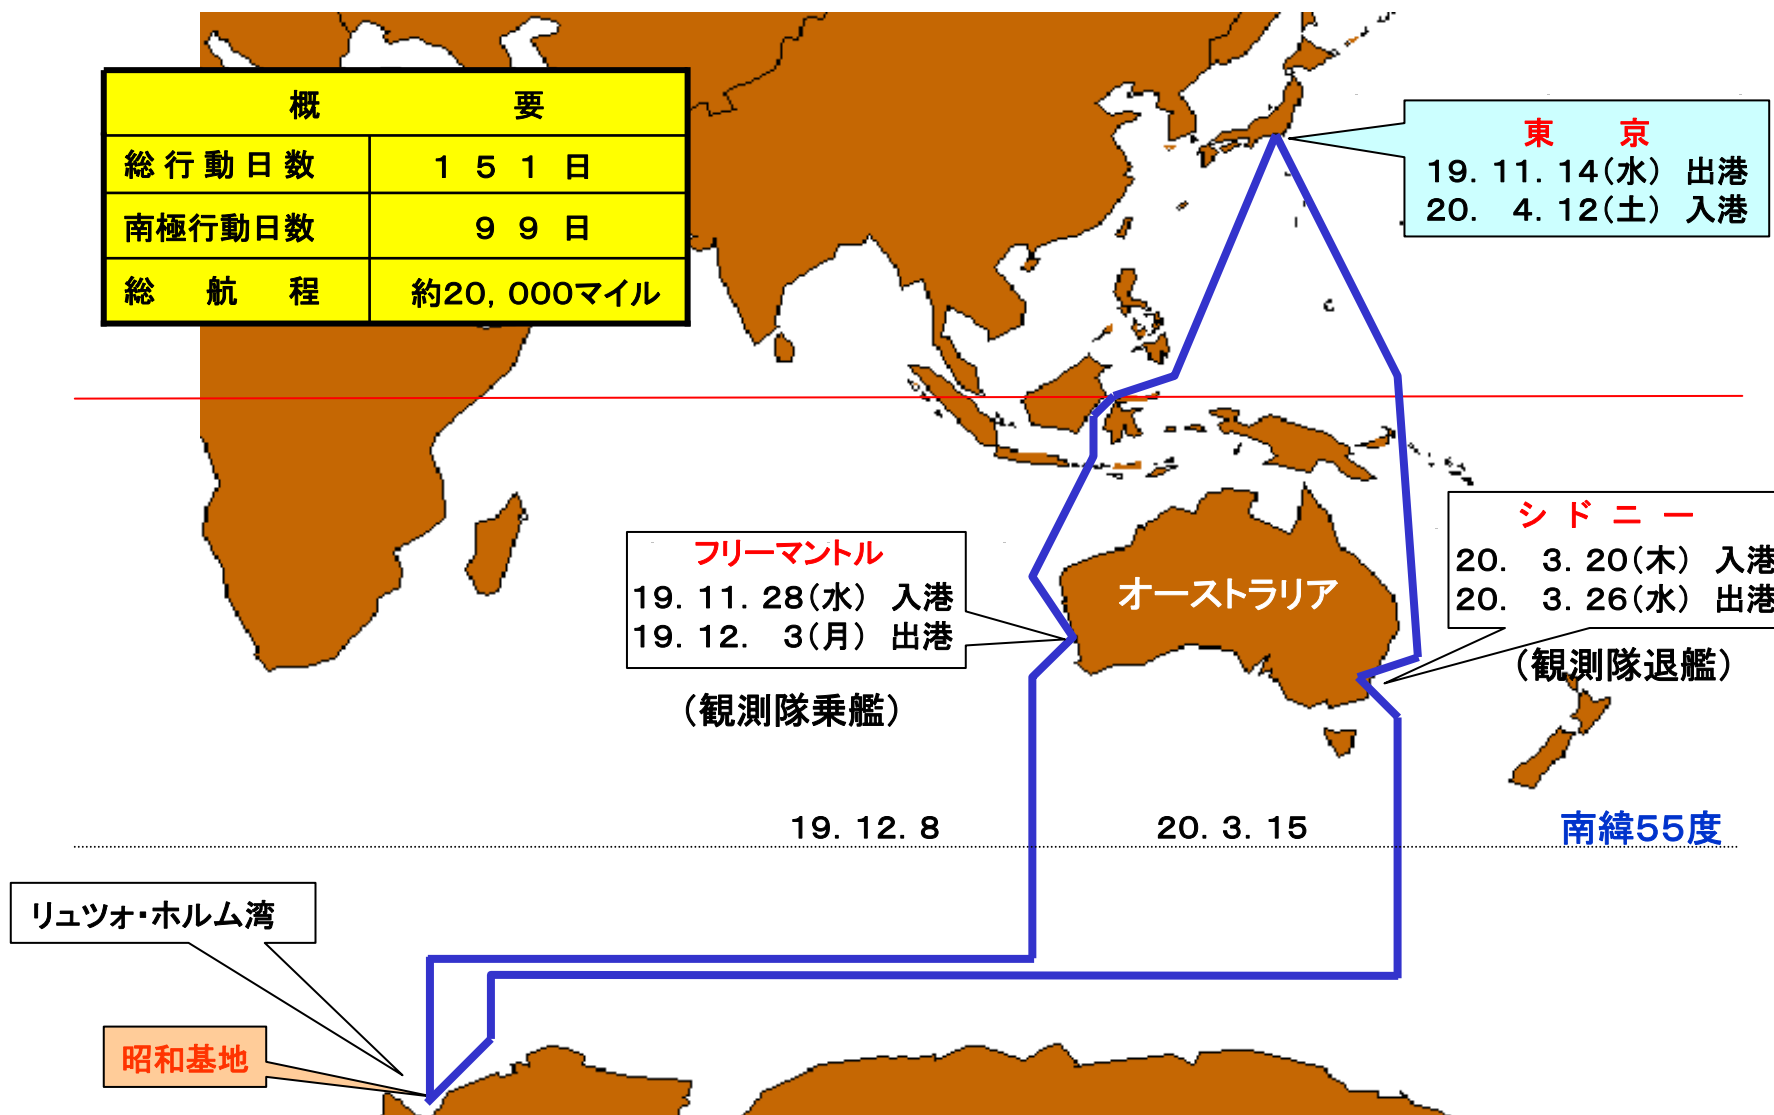 概　　　要
総行動日数　１５１日
南極行動日数　９９日
総　航　程　約２０，０００マイル
東　京
１９．１１．１４（水）　出港
２０．　４．１２（土）　入港
フリーマントル
１９．１１．２８（水）　入港
１９．１２．　３（月）　出港
（観測隊乗艦）
オーストラリア
シドニー
２０．　３．２０（木）　入港
２０．　３．２６（水）　出港
（観測隊退艦）
１９．１２．８
２０．３．１５
南緯５５度
リュツォ・ホルム湾
昭和基地